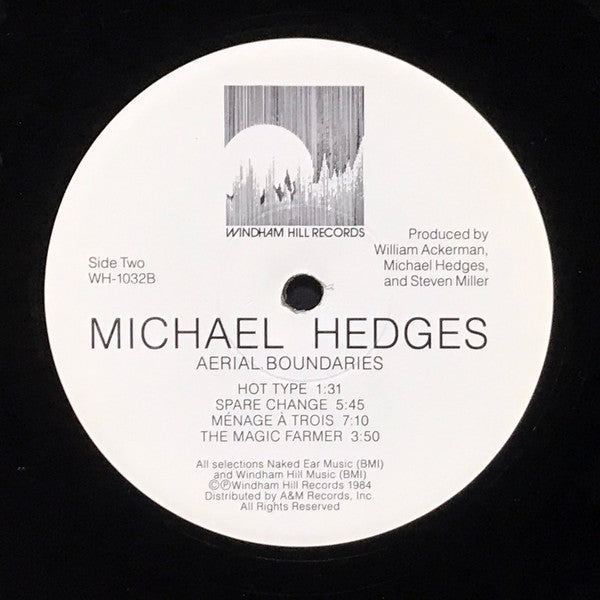 WINDHAM HILL RECORDS
Side Two
WH-1032B
Produced by
William Ackerman,
Michael Hedges,
and Steven Miller
MICHAEL HEDGES
AERIAL BOUNDARIES
HOT TYPE 1:31
SPARE CHANGE 5:45
MÉNAGE À TROIS 7:10
THE MAGIC FARMER 3:50
All selections Naked Ear Music (BMI)
and Windham Hill Music (BMI)
©℗Windham Hill Records 1984
Distributed by A&M Records, Inc.
All Rights Reserved